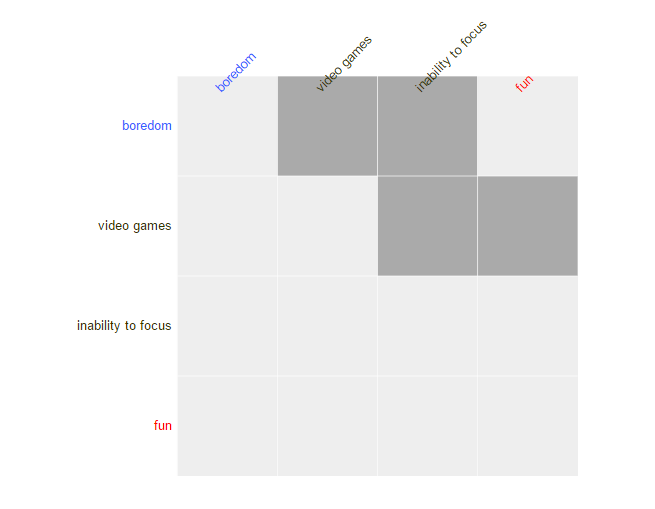 boredom
video games
inability to focus
fun
boredom
video games
inability to focus
fun